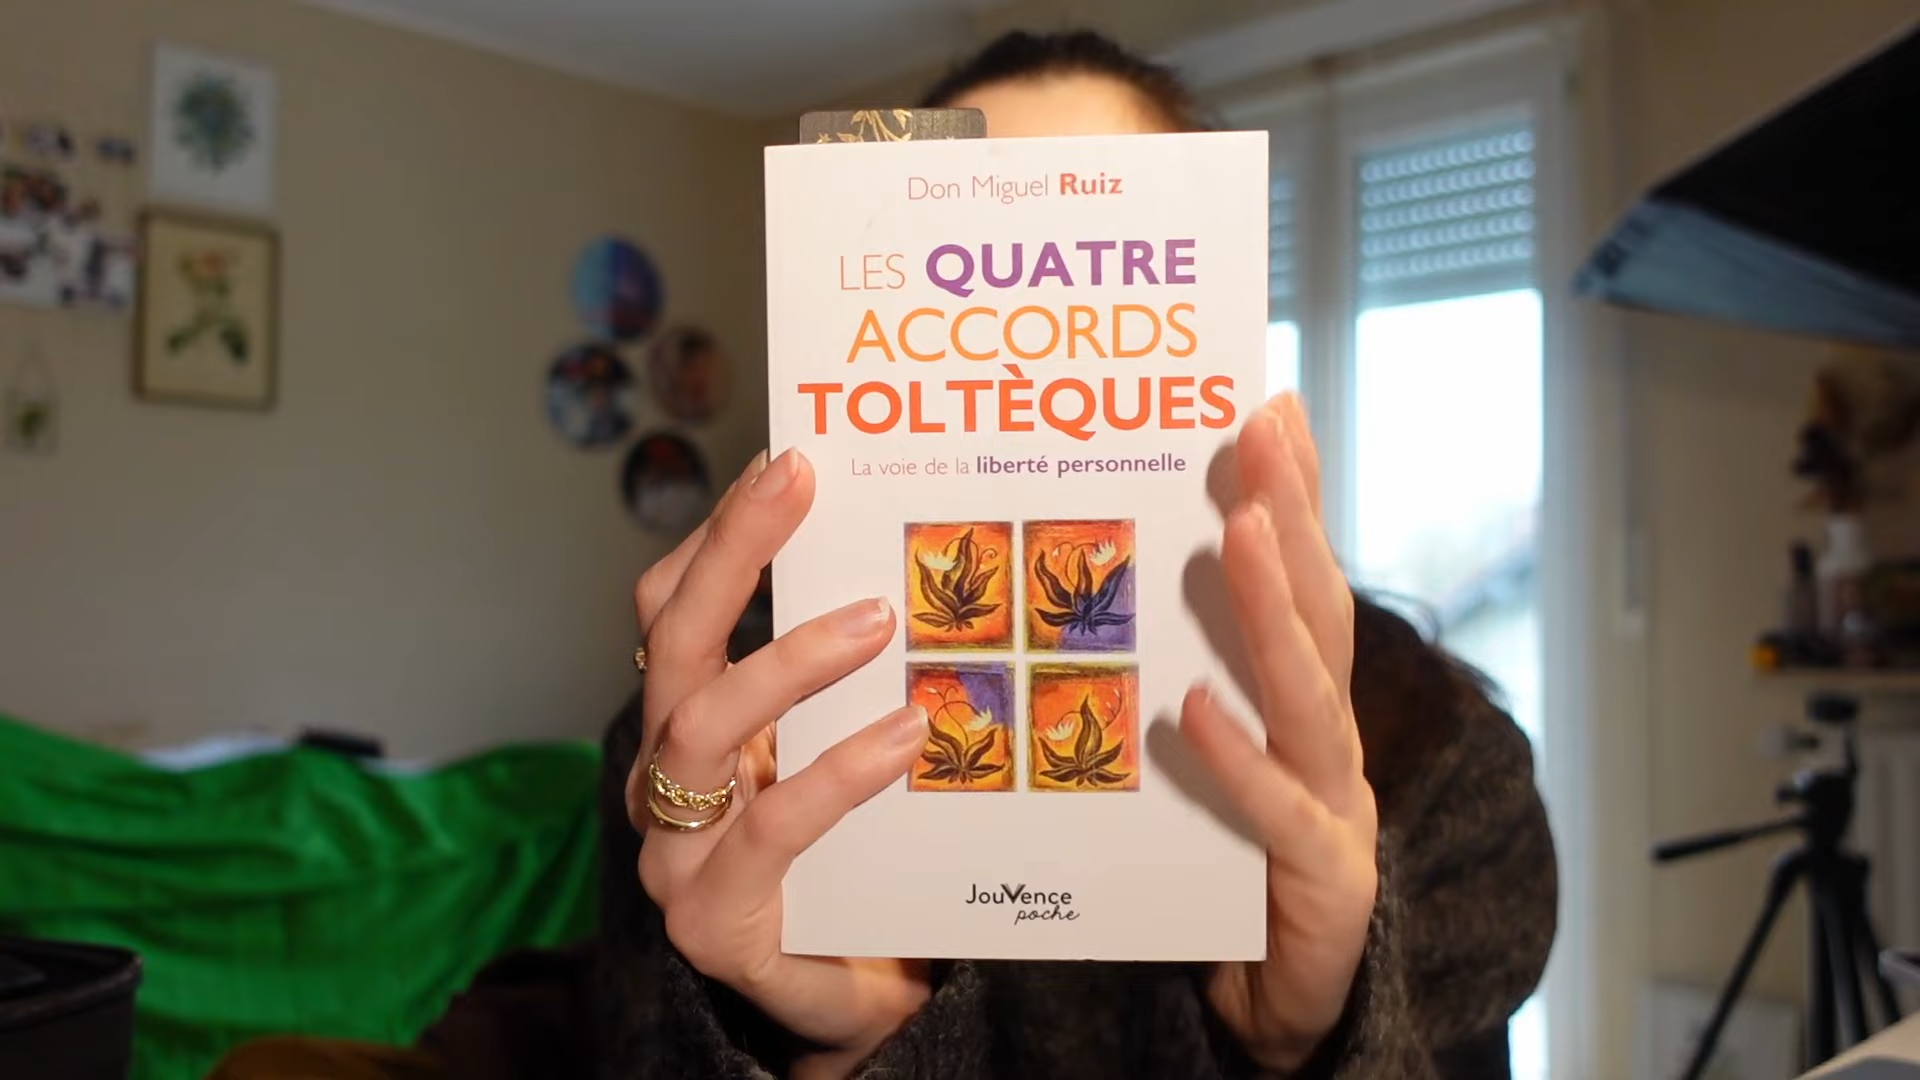 Don Miguel Ruiz
LES QUATRE
ACCORDS
TOLTÈQUES
La voie de la liberté personnelle
JouVence
poche